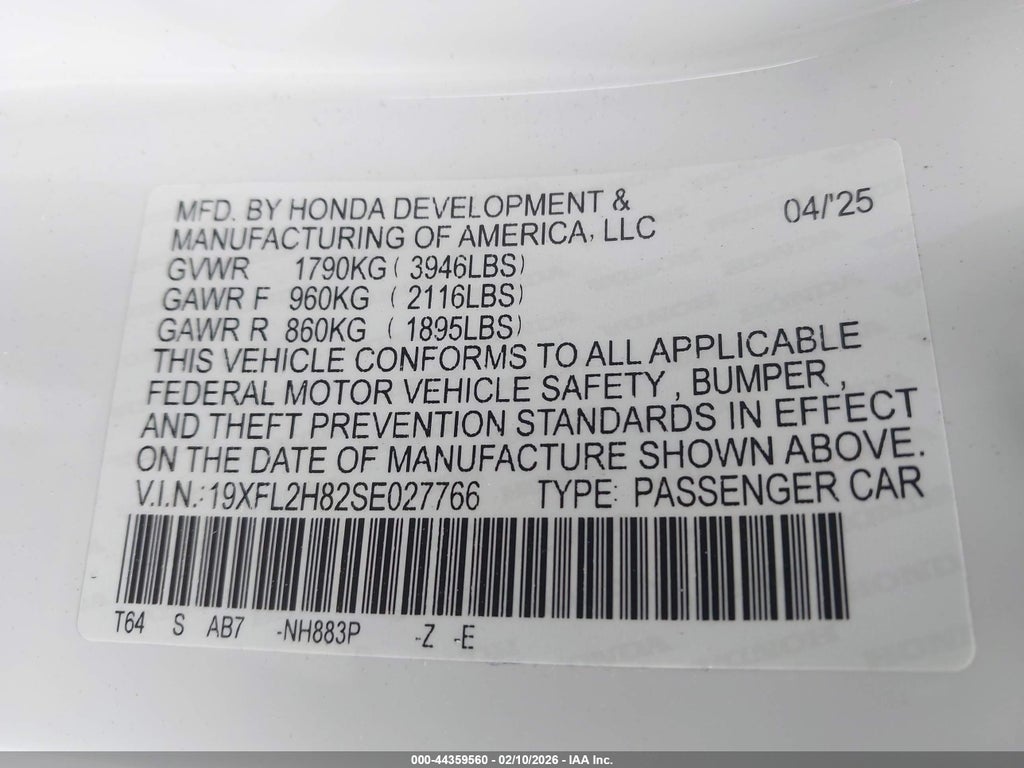 MFD. BY HONDA DEVELOPMENT & 04/'25
MANUFACTURING OF AMERICA, LLC
GVWR 1790KG ( 3946LBS)
GAWR F 960KG ( 2116LBS)
GAWR R 860KG ( 1895LBS)
THIS VEHICLE CONFORMS TO ALL APPLICABLE
FEDERAL MOTOR VEHICLE SAFETY , BUMPER ,
AND THEFT PREVENTION STANDARDS IN EFFECT
ON THE DATE OF MANUFACTURE SHOWN ABOVE.
V.I.N.: 19XFL2H82SE027766 TYPE: PASSENGER CAR
T64 S AB7 -NH883P -Z -E
000-44359560 - 02/10/2026 - IAA Inc.